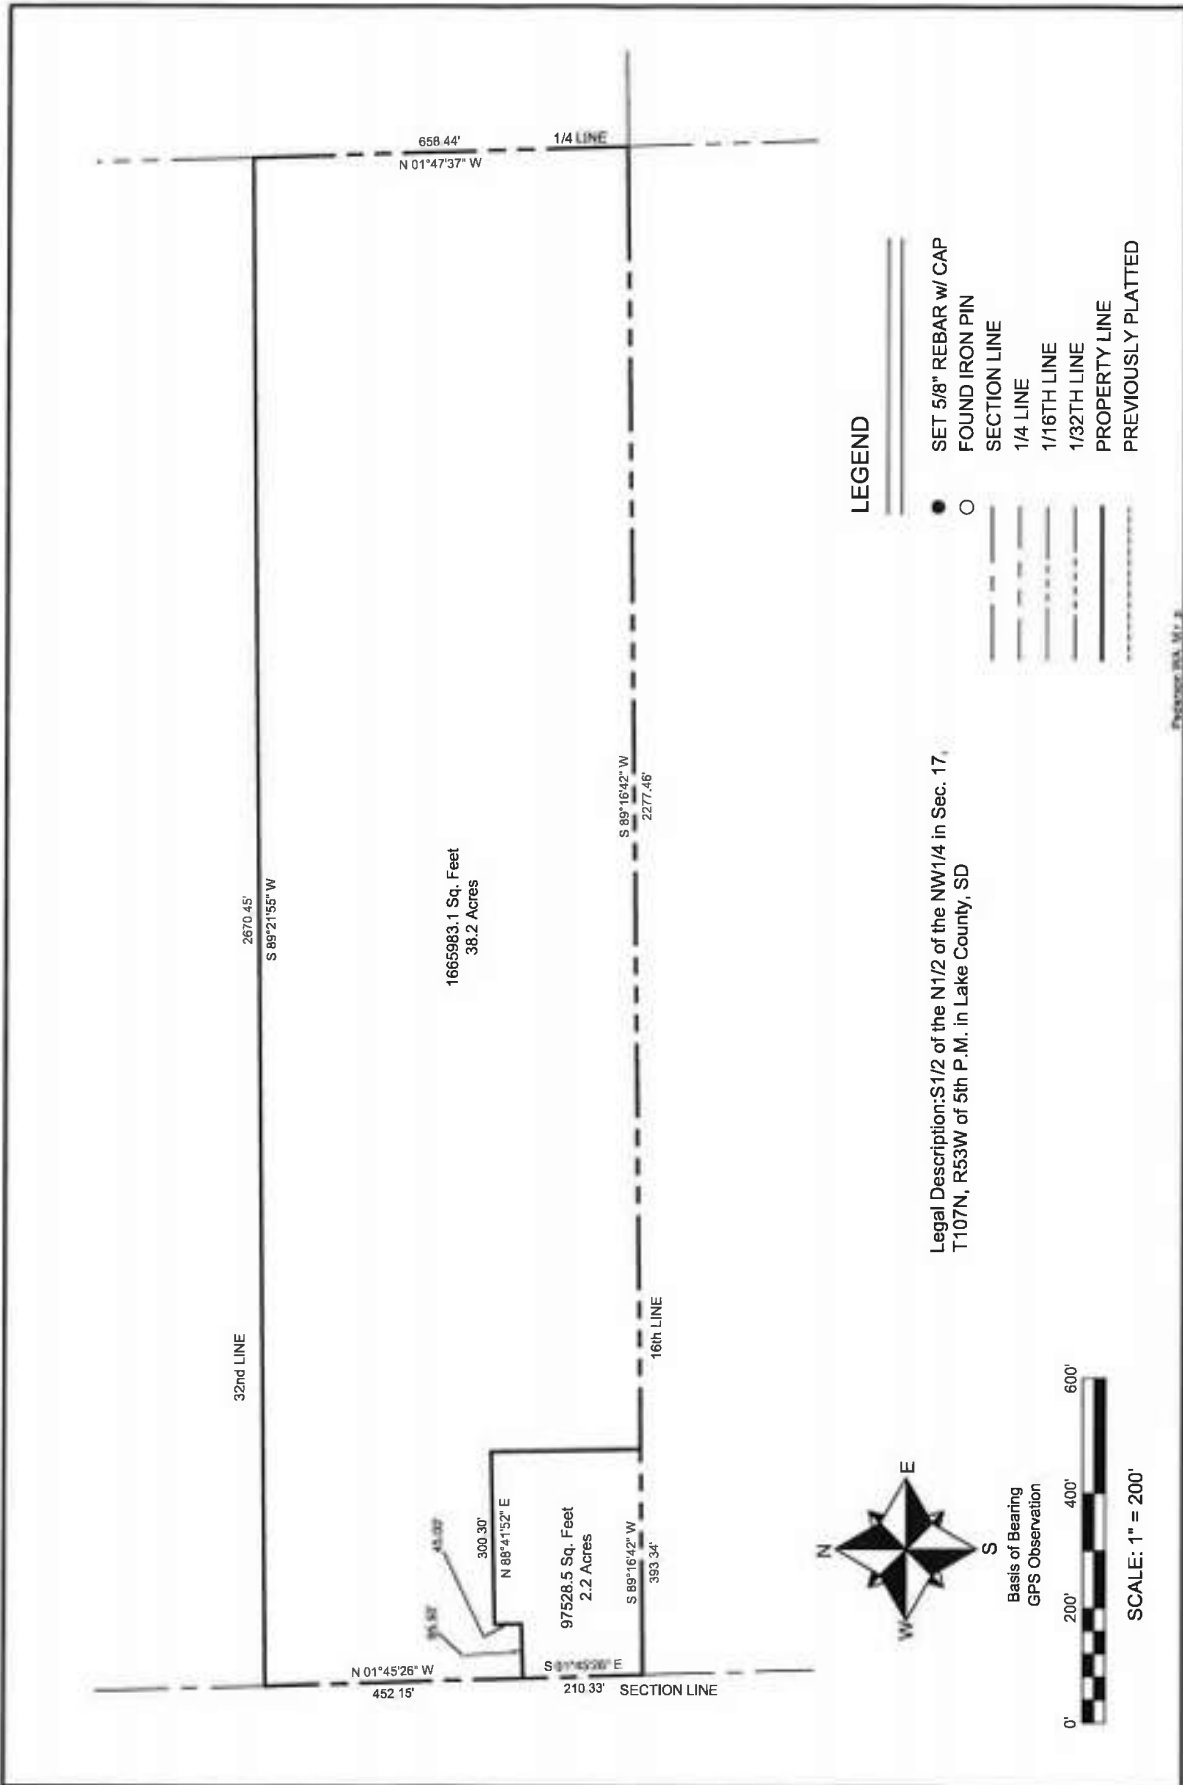 658.44'
1/4 LINE
N 01°47'37" W
2670.45'
S 89°21'55" W
32nd LINE
1665983.1 Sq. Feet
38.2 Acres
S 89°16'42" W
2277.46'
16th LINE
45.00'
300.30'
N 88°41'52" E
97528.5 Sq. Feet
2.2 Acres
S 89°16'42" W
393.34'
N 01°45'26" W
452.15'
S 01°45'26" E
210.33'
SECTION LINE
LEGEND
SET 5/8" REBAR w/ CAP
FOUND IRON PIN
SECTION LINE
1/4 LINE
1/16TH LINE
1/32TH LINE
PROPERTY LINE
PREVIOUSLY PLATTED
Legal Description:S1/2 of the N1/2 of the NW1/4 in Sec. 17,
T107N, R53W of 5th P.M. in Lake County, SD
N
E
S
W
Basis of Bearing
GPS Observation
0'
200'
400'
600'
SCALE: 1" = 200'